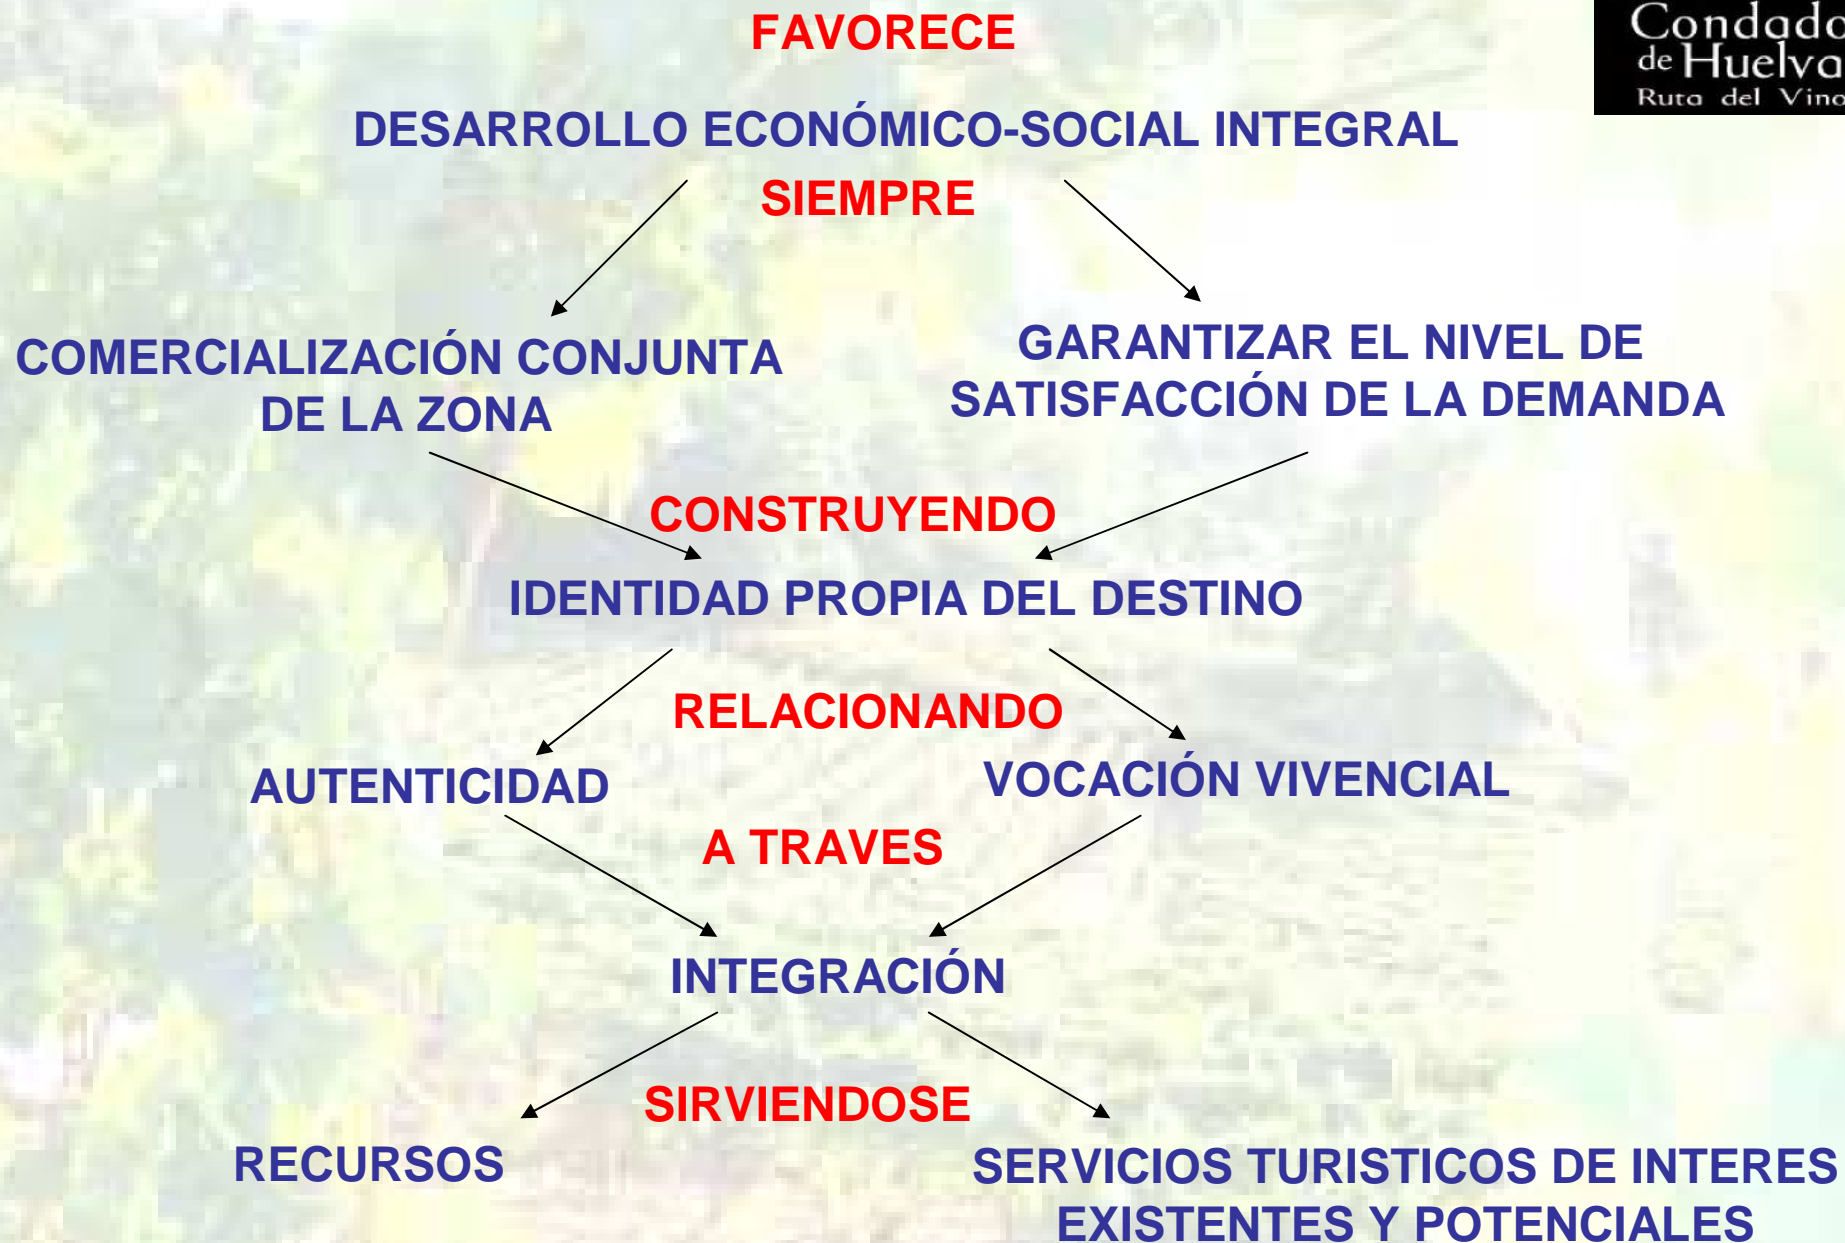 FAVORECE
Condado
de Huelva
Ruta del Vino
DESARROLLO ECONÓMICO-SOCIAL INTEGRAL
SIEMPRE
COMERCIALIZACIÓN CONJUNTA
DE LA ZONA
GARANTIZAR EL NIVEL DE
SATISFACCIÓN DE LA DEMANDA
CONSTRUYENDO
IDENTIDAD PROPIA DEL DESTINO
RELACIONANDO
AUTENTICIDAD
VOCACIÓN VIVENCIAL
A TRAVES
INTEGRACIÓN
SIRVIENDOSE
RECURSOS
SERVICIOS TURISTICOS DE INTERES
EXISTENTES Y POTENCIALES